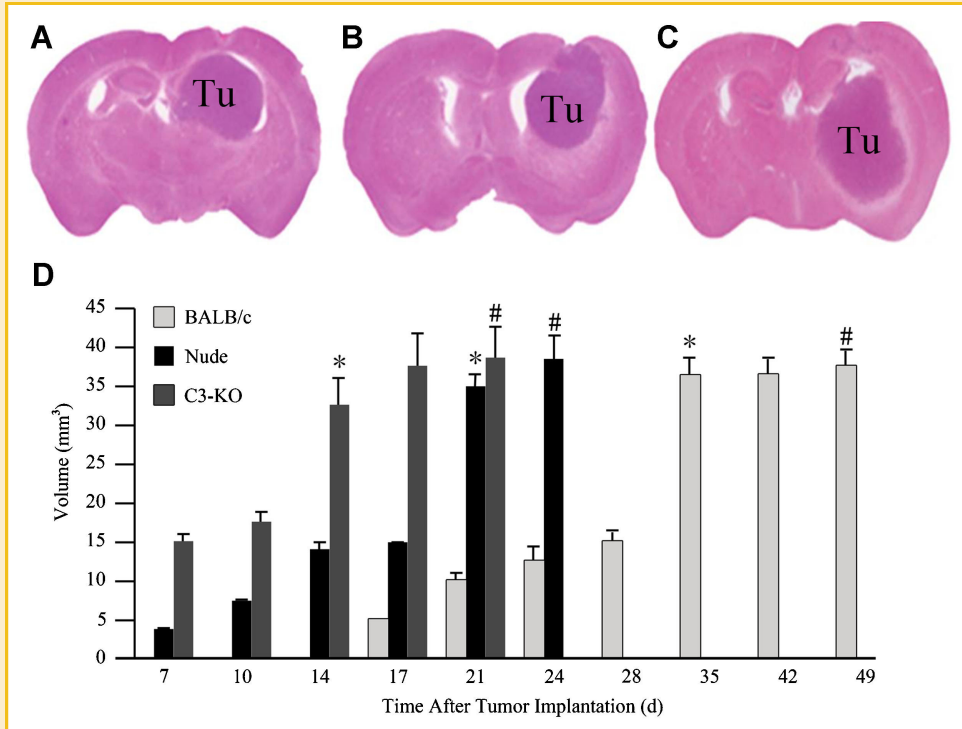 A
B
C
Tu
Tu
Tu
D
BALB/c
Nude
C3-KO
Volume (mm³)
45
40
35
30
25
20
15
10
5
0
*
*
#
#
*
#
7 10 14 17 21 24 28 35 42 49
Time After Tumor Implantation (d)